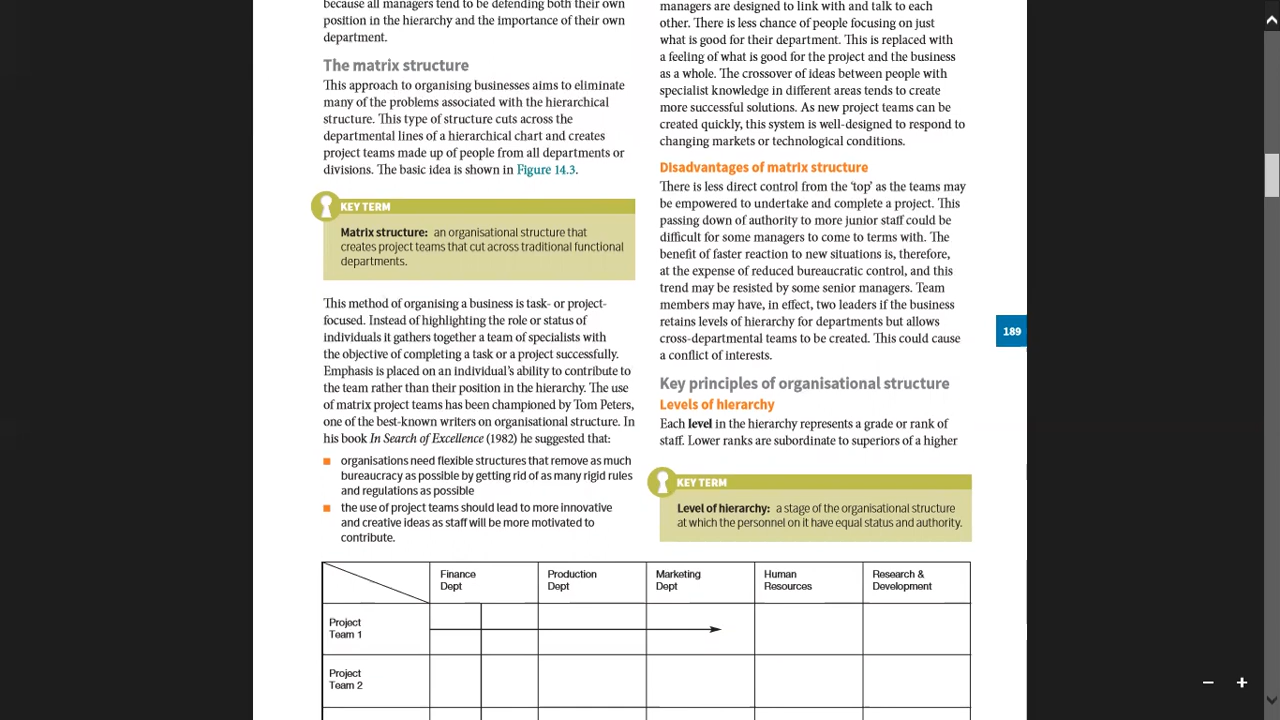 because all managers tend to be defending both their own
position in the hierarchy and the importance of their own
department.
The matrix structure
This approach to organising businesses aims to eliminate
many of the problems associated with the hierarchical
structure. This type of structure cuts across the
departmental lines of a hierarchical chart and creates
project teams made up of people from all departments or
divisions. The basic idea is shown in Figure 14.3.
KEY TERM
Matrix structure: an organisational structure that
creates project teams that cut across traditional functional
departments.
This method of organising a business is task- or project-
focused. Instead of highlighting the role or status of
individuals it gathers together a team of specialists with
the objective of completing a task or a project successfully.
Emphasis is placed on an individual's ability to contribute to
the team rather than their position in the hierarchy. The use
of matrix project teams has been championed by Tom Peters,
one of the best-known writers on organisational structure. In
his book In Search of Excellence (1982) he suggested that:
organisations need flexible structures that remove as much
bureaucracy as possible by getting rid of as many rigid rules
and regulations as possible
the use of project teams should lead to more innovative
and creative ideas as staff will be more motivated to
contribute.
managers are designed to link with and talk to each
other. There is less chance of people focusing on just
what is good for their department. This is replaced with
a feeling of what is good for the project and the business
as a whole. The crossover of ideas between people with
specialist knowledge in different areas tends to create
more successful solutions. As new project teams can be
created quickly, this system is well-designed to respond to
changing markets or technological conditions.
Disadvantages of matrix structure
There is less direct control from the 'top' as the teams may
be empowered to undertake and complete a project. This
passing down of authority to more junior staff could be
difficult for some managers to come to terms with. The
benefit of faster reaction to new situations is, therefore,
at the expense of reduced bureaucratic control, and this
trend may be resisted by some senior managers. Team
members may have, in effect, two leaders if the business
retains levels of hierarchy for departments but allows
cross-departmental teams to be created. This could cause
a conflict of interests.
Key principles of organisational structure
Levels of hierarchy
Each level in the hierarchy represents a grade or rank of
staff. Lower ranks are subordinate to superiors of a higher
KEY TERM
Level of hierarchy: a stage of the organisational structure
at which the personnel on it have equal status and authority.
189
Finance Dept
Production Dept
Marketing Dept
Human Resources
Research & Development
Project Team 1
Project Team 2